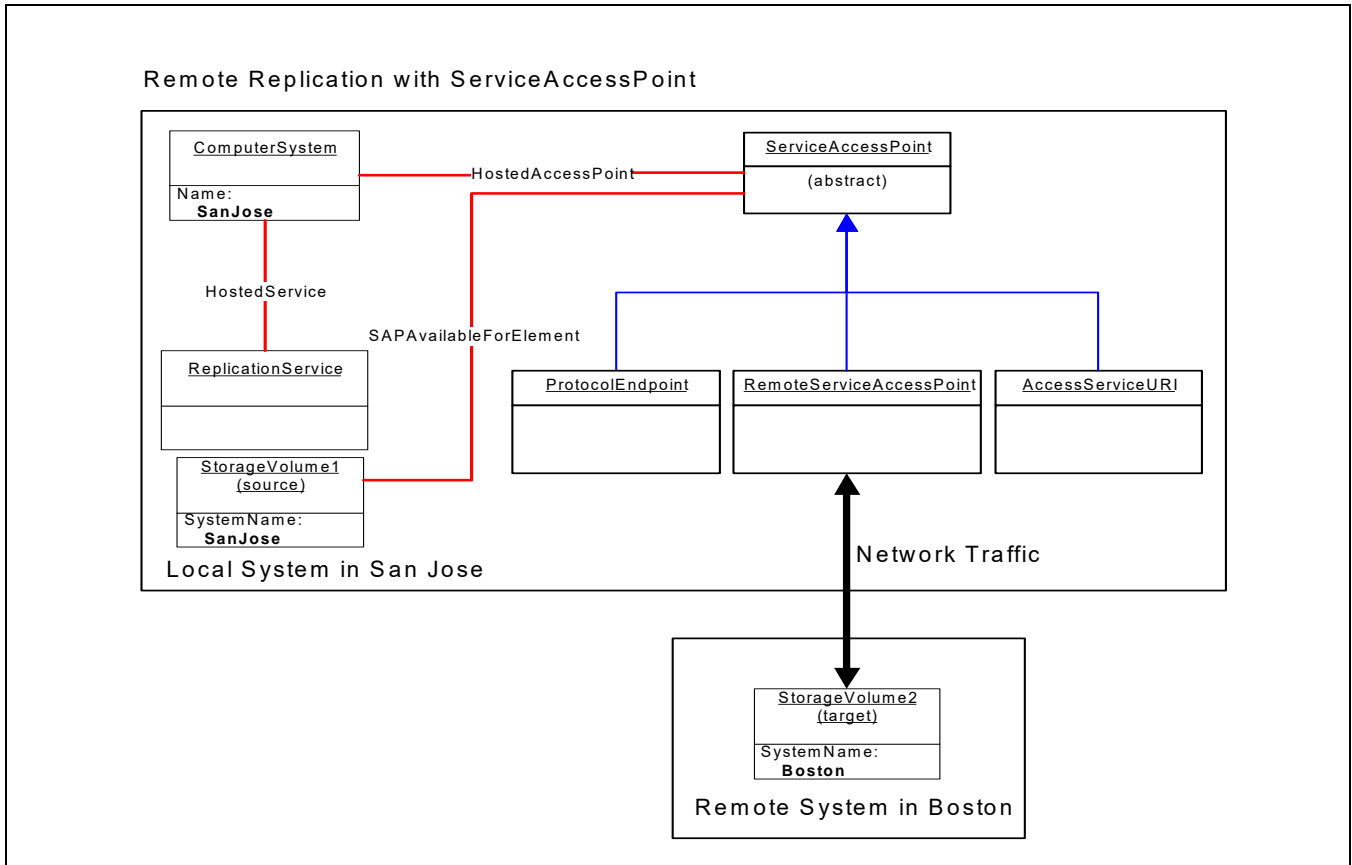 Remote Replication with ServiceAccessPoint
ComputerSystem
Name:
SanJose
HostedAccessPoint
ServiceAccessPoint
(abstract)
HostedService
SAPAvailableForElement
ReplicationService
ProtocolEndpoint
RemoteServiceAccessPoint
AccessServiceURI
StorageVolume1
(source)
SystemName:
SanJose
Local System in San Jose
Network Traffic
StorageVolume2
(target)
SystemName:
Boston
Remote System in Boston